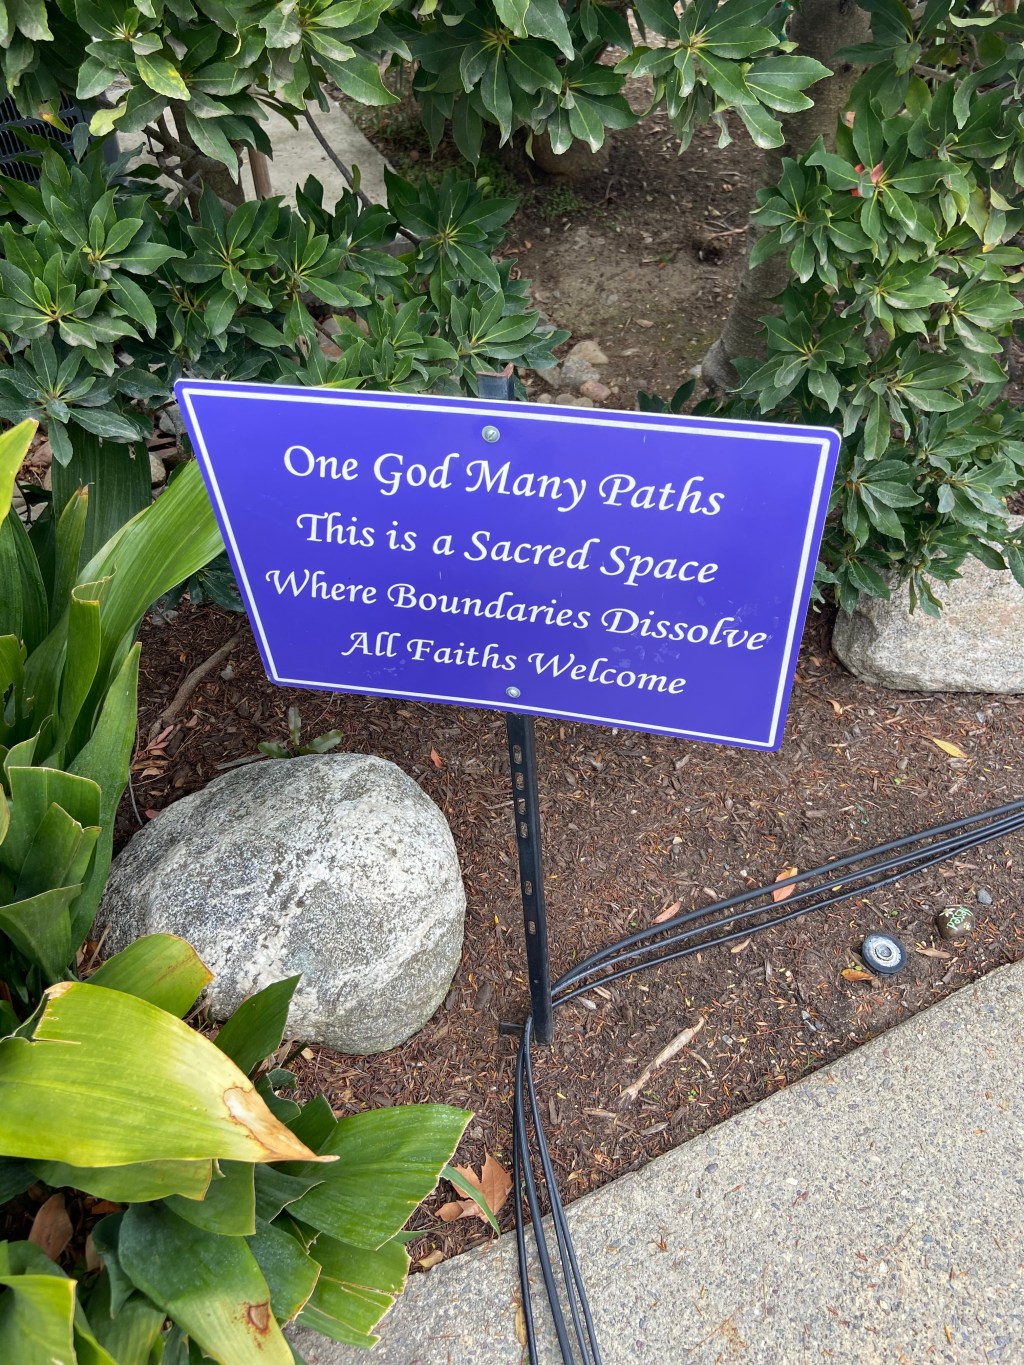 One God Many Paths
This is a Sacred Space
Where Boundaries Dissolve
All Faiths Welcome